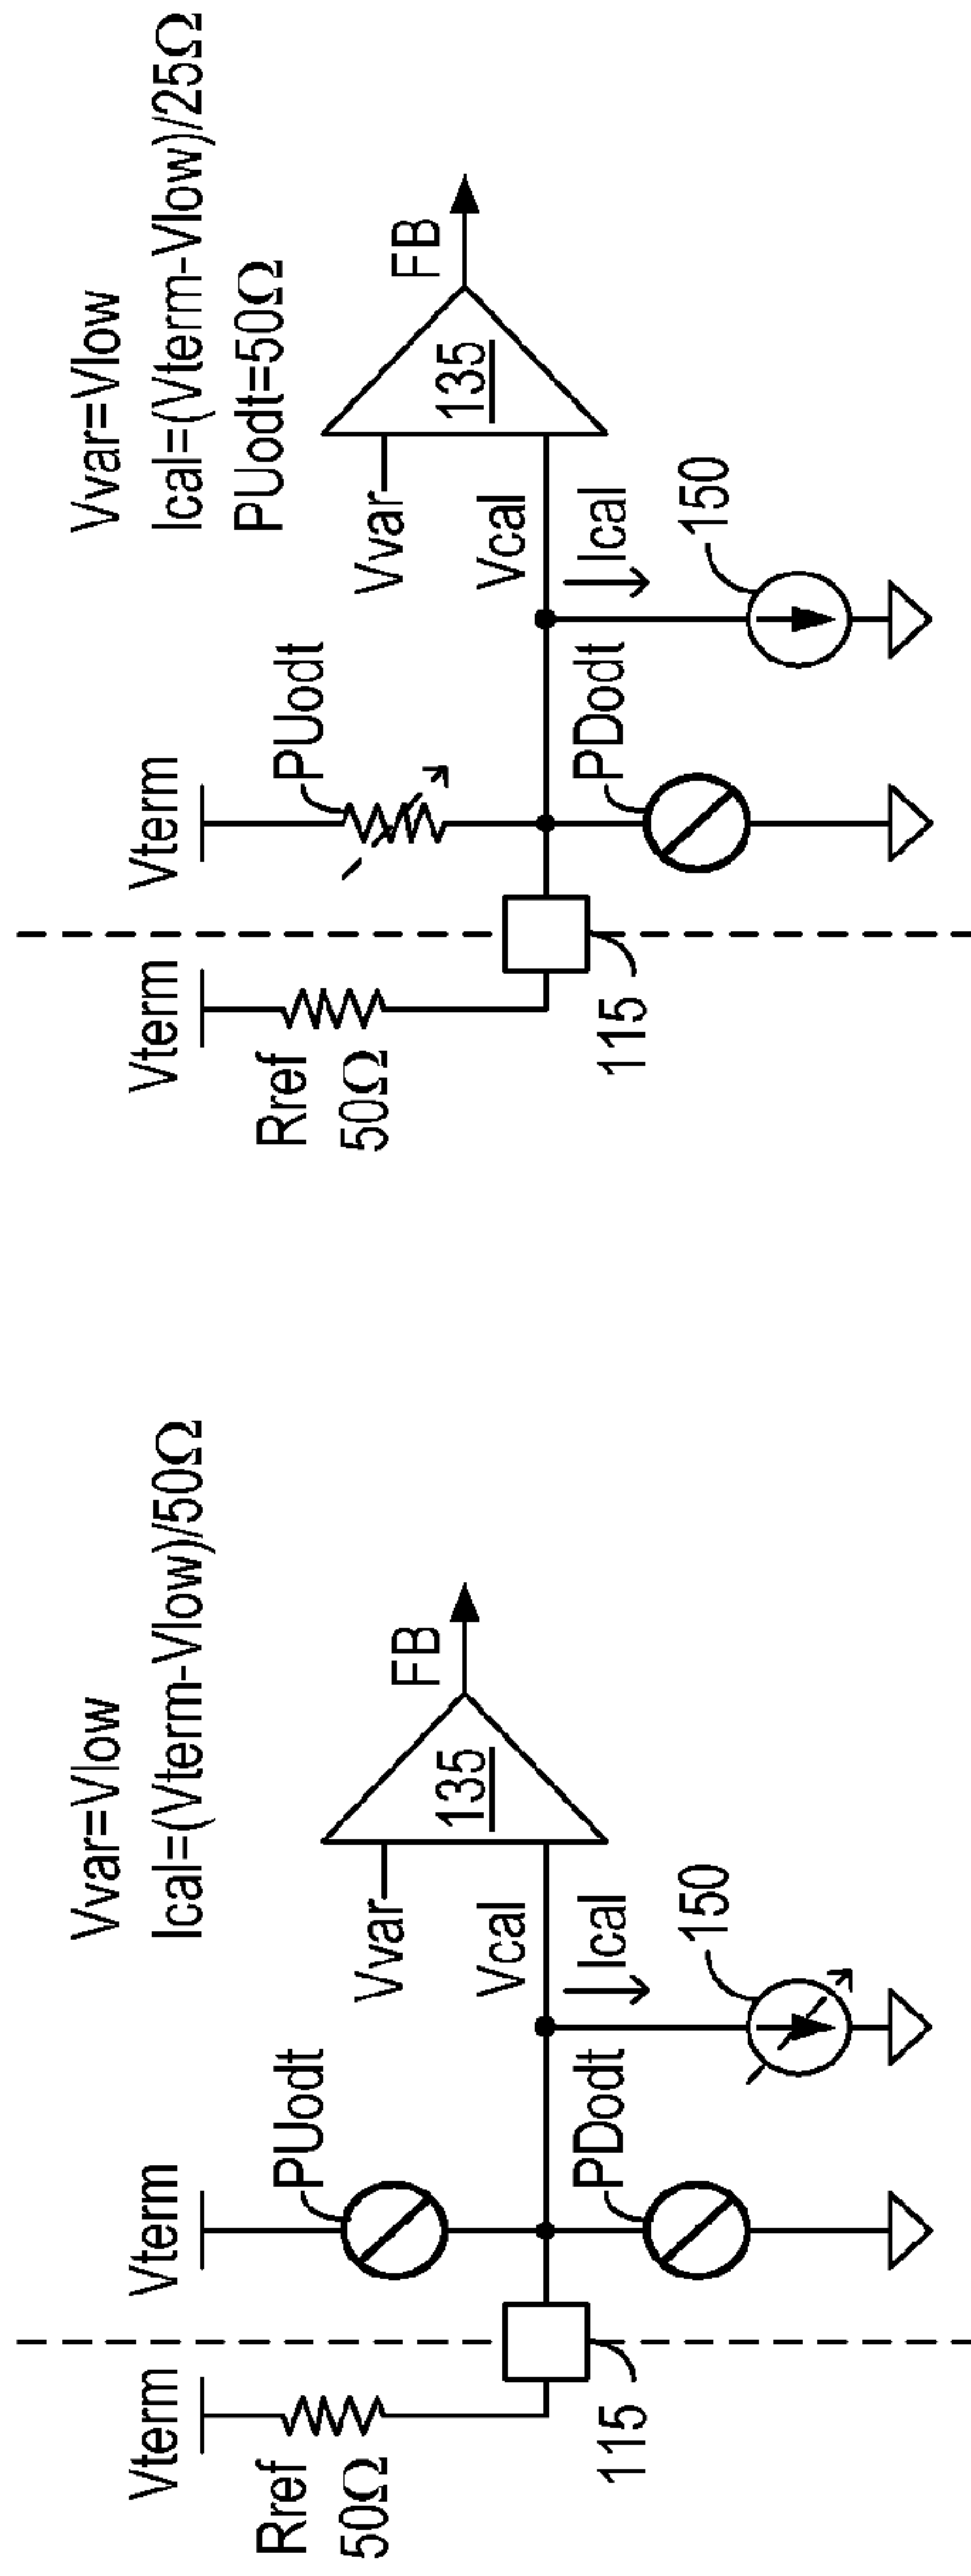 Vvar=Vlow
Ical=(Vterm-Vlow)/50Ω
Vterm
Vterm
PUodt
Rref
50Ω
Vvar
FB
135
Vcal
Ical
PDodt
115
150
Vvar=Vlow
Ical=(Vterm-Vlow)/25Ω
PUodt=50Ω
Vterm
Vterm
PUodt
Rref
50Ω
Vvar
FB
135
Vcal
Ical
PDodt
115
150